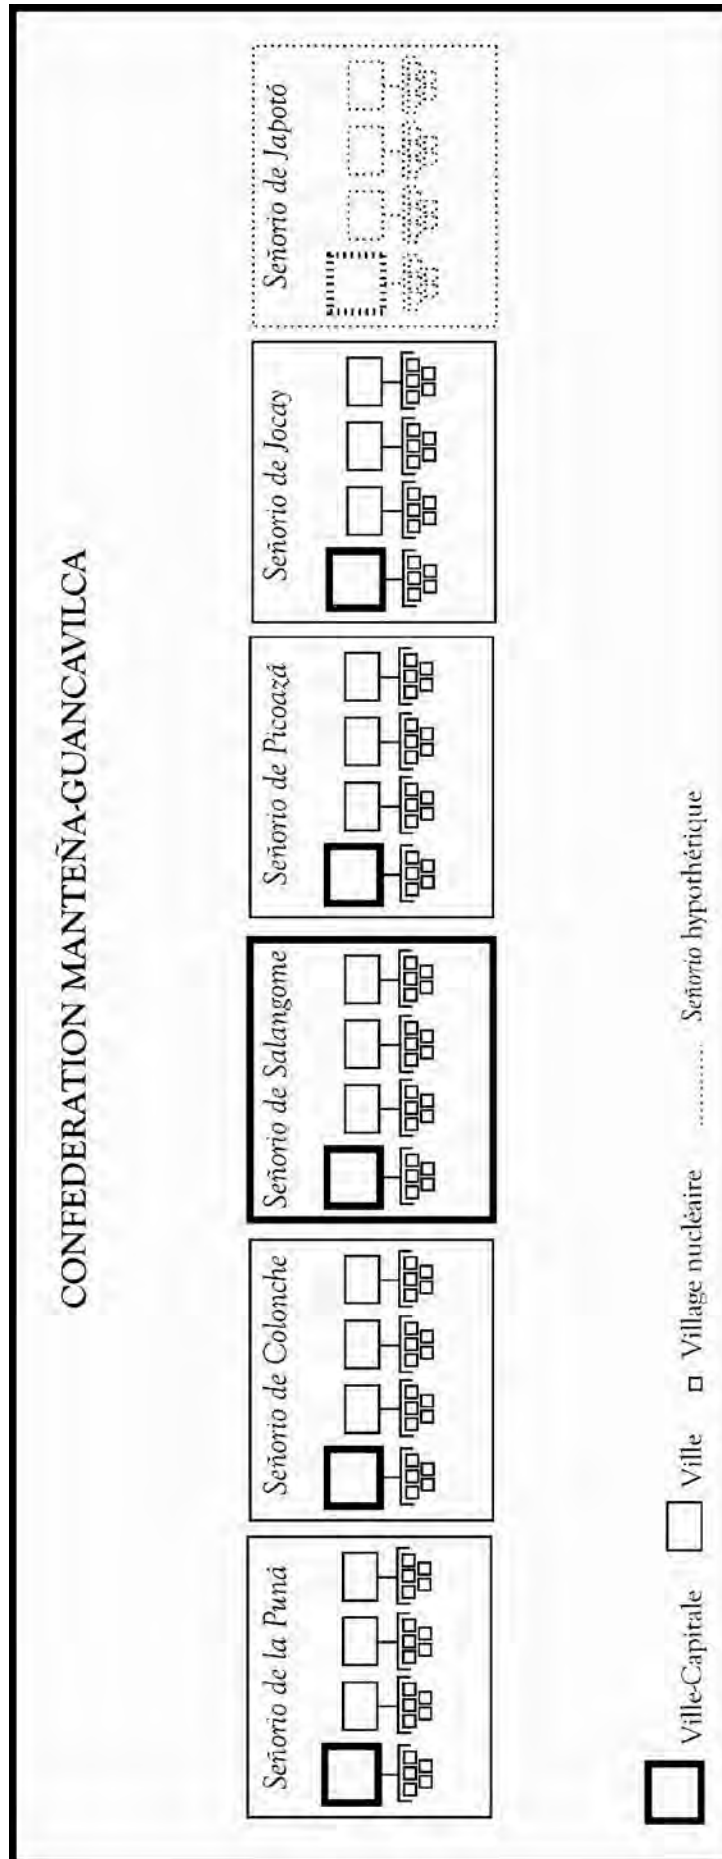 CONFEDERATION MANTEÑA-GUANCAVILCA
Señorio de la Puná
Señorio de Colonche
Señorio de Salangome
Señorio de Picoazá
Señorio de Jocay
Señorio de Japotó
Ville-Capitale
Ville
Village nucléaire
Señorio hypothétique